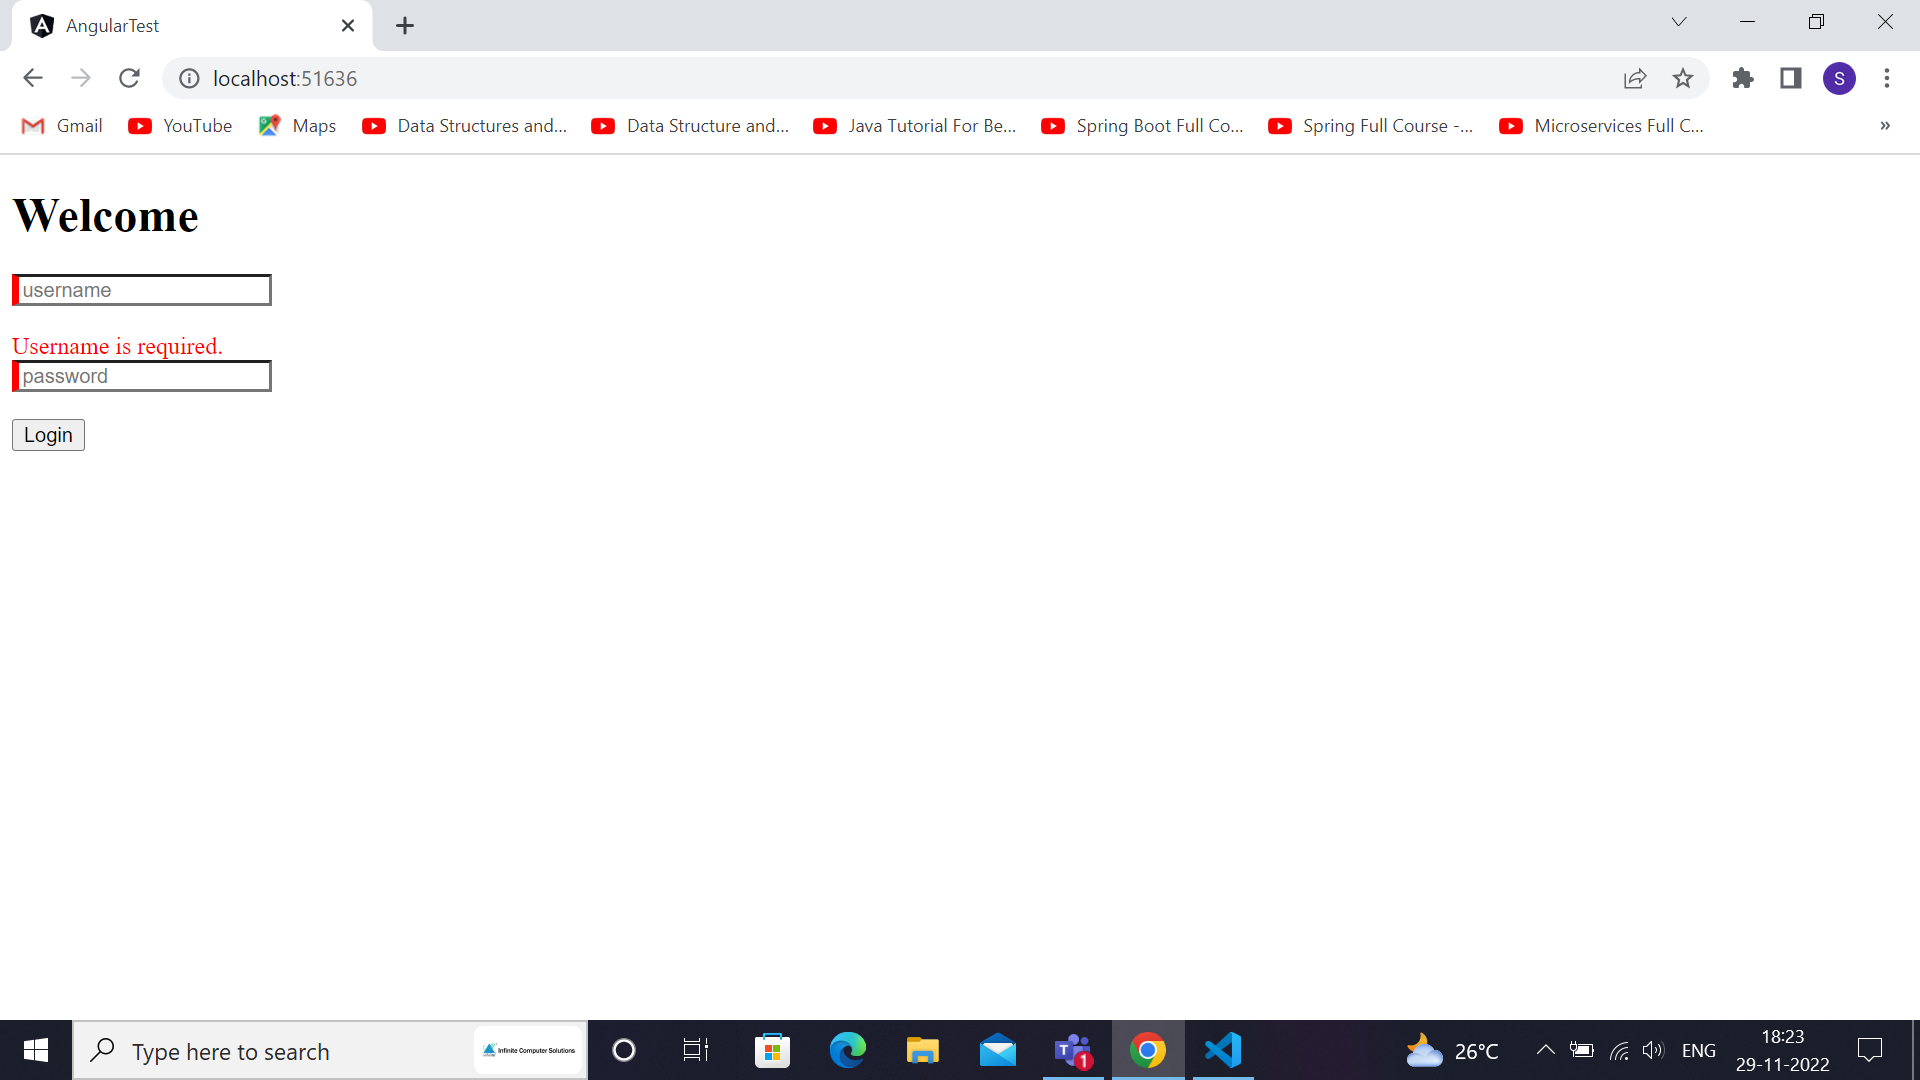 AngularTest
localhost:51636
S
Gmail
YouTube
Maps
Data Structures and...
Data Structure and...
Java Tutorial For Be...
Spring Boot Full Co...
Spring Full Course -...
Microservices Full C...
»
Welcome
username
Username is required.
password
Login
Type here to search
Infinite Computer Solutions
T
1
26°C
ENG
18:23
29-11-2022